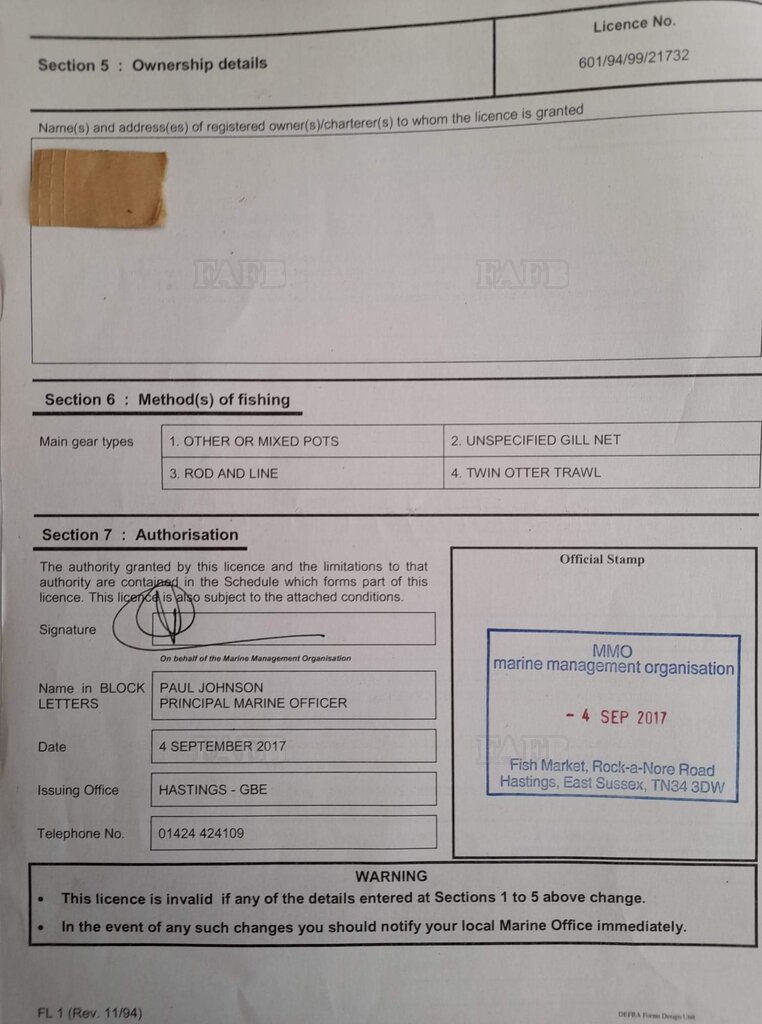 Licence No.
Section 5 : Ownership details
601/94/99/21732
Name(s) and address(es) of registered owner(s)/charterer(s) to whom the licence is granted
FAFB FAFB
Section 6 : Method(s) of fishing
Main gear types
1. OTHER OR MIXED POTS
2. UNSPECIFIED GILL NET
3. ROD AND LINE
4. TWIN OTTER TRAWL
Section 7 : Authorisation
The authority granted by this licence and the limitations to that
authority are contained in the Schedule which forms part of this
licence. This licence is also subject to the attached conditions.
Signature
On behalf of the Marine Management Organisation
Name in BLOCK
LETTERS
PAUL JOHNSON
PRINCIPAL MARINE OFFICER
Date
4 SEPTEMBER 2017
FAFB FAFB
Issuing Office
HASTINGS - GBE
Telephone No.
01424 424109
Official Stamp
MMO
marine management organisation
- 4 SEP 2017
Fish Market, Rock-a-Nore Road
Hastings, East Sussex, TN34 3DW
WARNING
• This licence is invalid if any of the details entered at Sections 1 to 5 above change.
• In the event of any such changes you should notify your local Marine Office immediately.
FL 1 (Rev. 11/94)
DEFRA Forms Design Unit